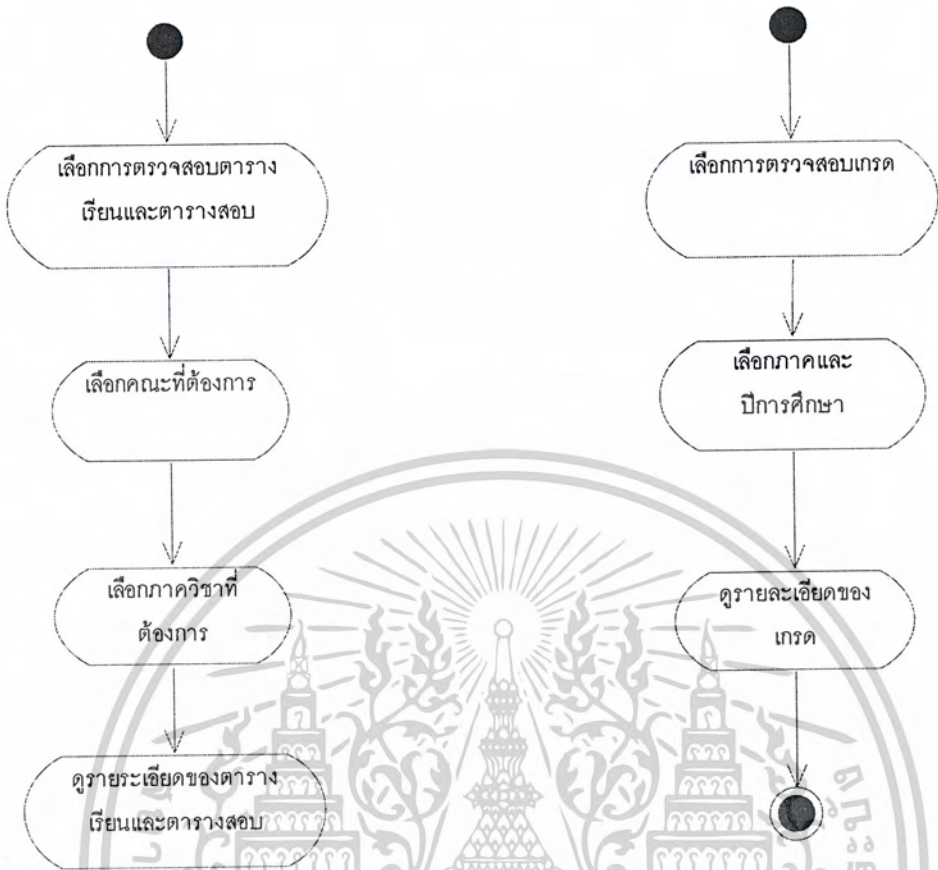 เลือกการตรวจสอบตาราง
เรียนและตารางสอบ
เลือกคณะที่ต้องการ
เลือกภาควิชาที่
ต้องการ
ดูรายระเอียดของตาราง
เรียนและตารางสอบ
เลือกการตรวจสอบเกรด
เลือกภาคและ
ปีการศึกษา
ดูรายละเอียดของ
เกรด